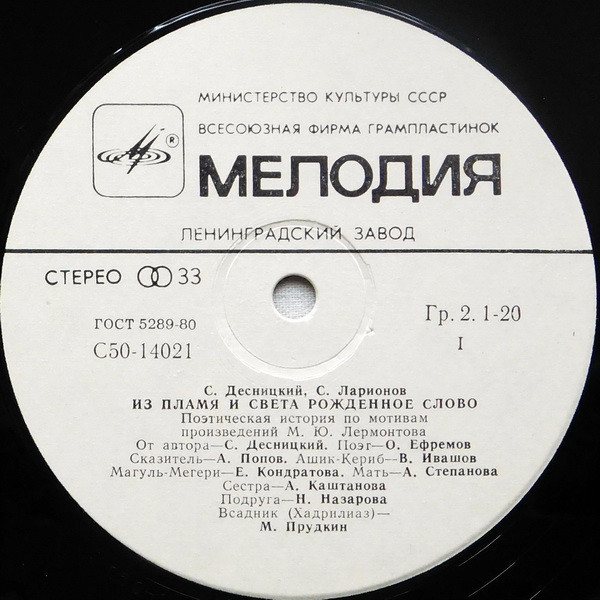 МИНИСТЕРСТВО КУЛЬТУРЫ СССР
ВСЕСОЮЗНАЯ ФИРМА ГРАМПЛАСТИНОК
®
МЕЛОДИЯ
ЛЕНИНГРАДСКИЙ ЗАВОД
СТЕРЕО 33
ГОСТ 5289-80
Гр. 2. 1-20
С50-14021
I
С. Десницкий, С. Ларионов
ИЗ ПЛАМЯ И СВЕТА РОЖДЕННОЕ СЛОВО
Поэтическая история по мотивам
произведений М. Ю. Лермонтова
От автора—С. Десницкий. Поэт—О. Ефремов
Сказитель—А. Попов. Ашик-Кериб—В. Ивашов
Магуль-Мегери—Е. Кондратова. Мать—А. Степанова
Сестра—А. Каштанова
Подруга—Н. Назарова
Всадник (Хадрилиаз)—
М. Прудкин